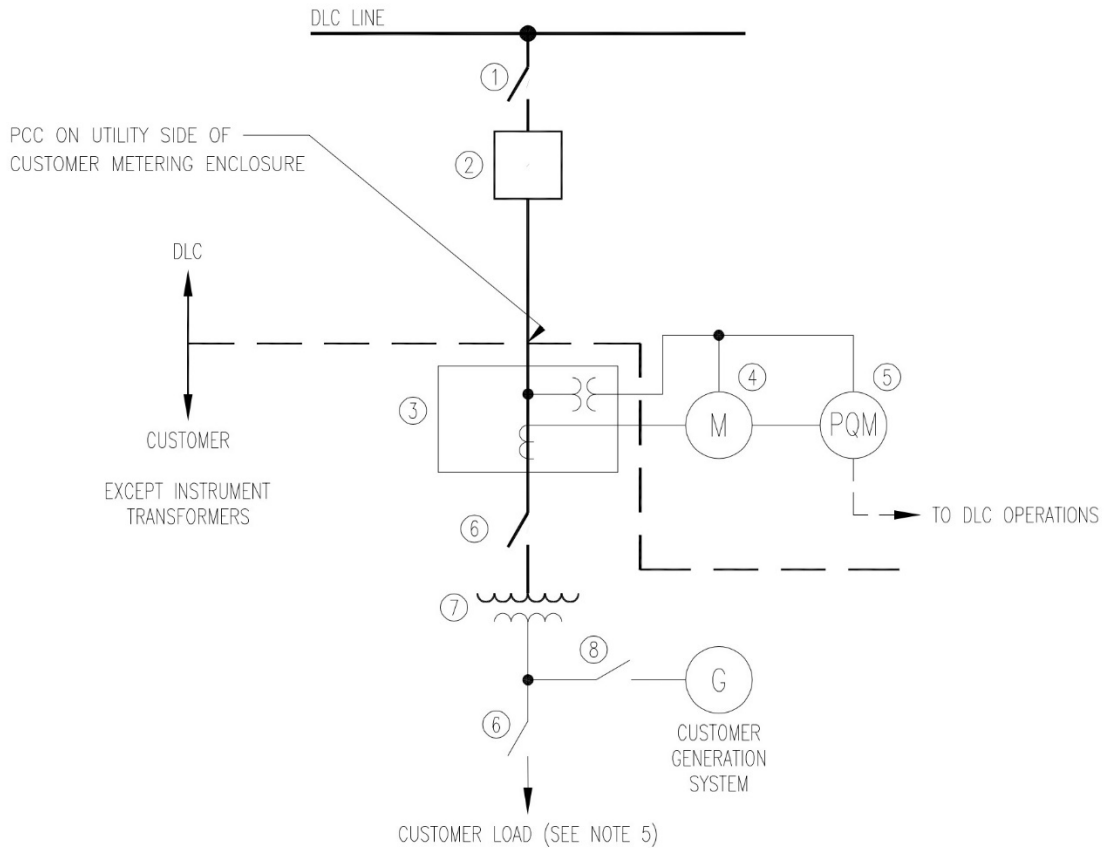 DLC LINE
①
PCC ON UTILITY SIDE OF
CUSTOMER METERING ENCLOSURE
②
DLC
③
④
⑤
M
PQM
CUSTOMER
EXCEPT INSTRUMENT
TRANSFORMERS
TO DLC OPERATIONS
⑥
⑦
⑧
G
⑥
CUSTOMER
GENERATION
SYSTEM
CUSTOMER LOAD (SEE NOTE 5)